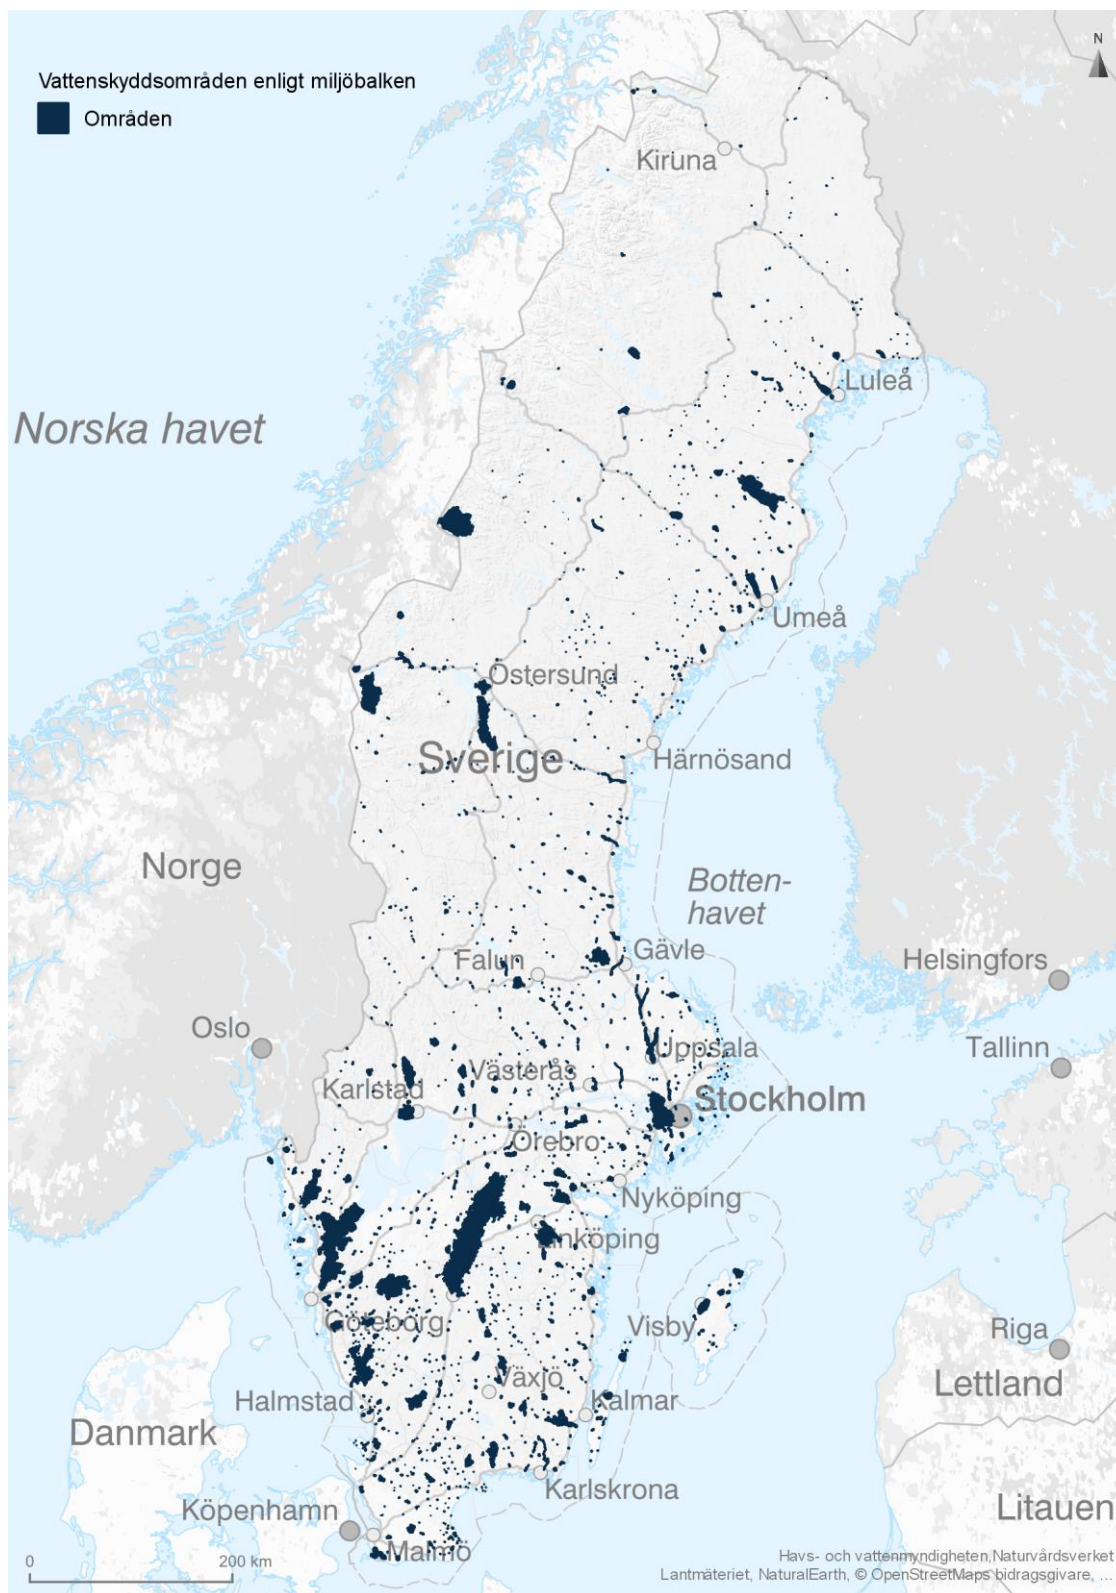 N
Vattenskyddsområden enligt miljöbalken
Områden
Kiruna
Luleå
Norska havet
Umeå
Östersund
Sverige
Härnösand
Norge
Botten-
havet
Falun
Gävle
Helsingfors
Oslo
Uppsala
Tallinn
Västerås
Karlstad
Stockholm
Örebro
Nyköping
Linköping
Göteborg
Visby
Riga
Växjö
Lettland
Halmstad
Kalmar
Danmark
Karlskrona
Köpenhamn
Litauen
Malmö
0
200 km
Havs- och vattenmyndigheten,Naturvårdsverket
Lantmäteriet, NaturalEarth, © OpenStreetMaps bidragsgivare, ...